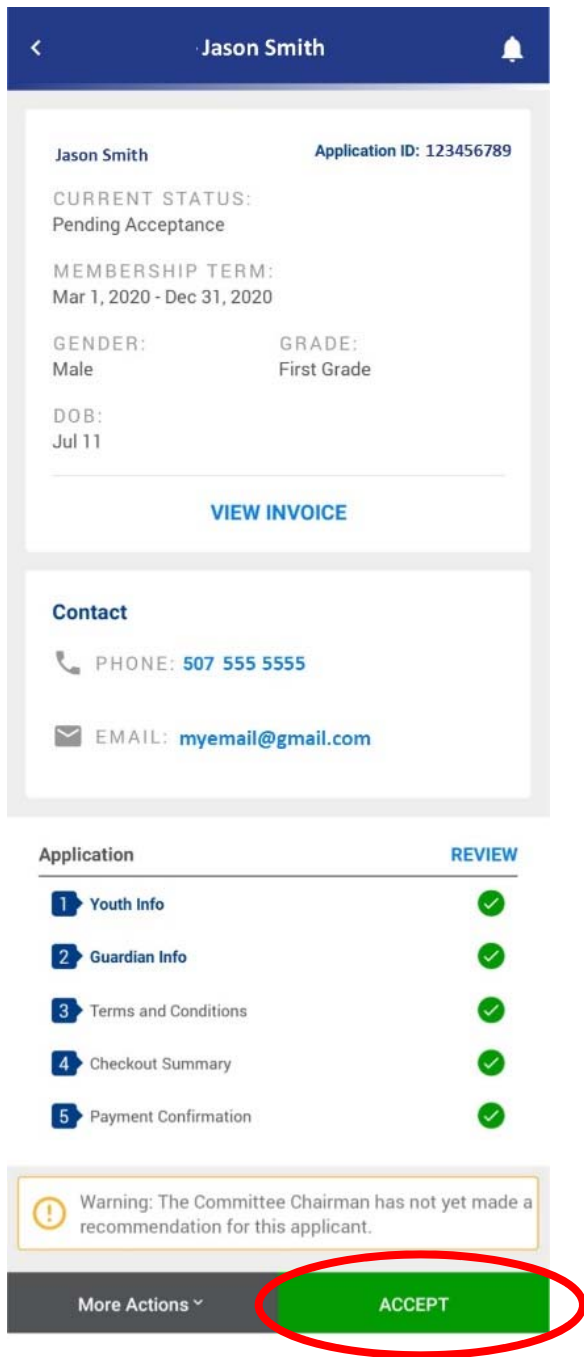 Jason Smith
Jason Smith Application ID: 123456789
CURRENT STATUS:
Pending Acceptance
MEMBERSHIP TERM:
Mar 1, 2020 - Dec 31, 2020
GENDER: GRADE:
Male First Grade
DOB:
Jul 11
VIEW INVOICE
Contact
PHONE: 507 555 5555
EMAIL: myemail@gmail.com
Application REVIEW
1 Youth Info
2 Guardian Info
3 Terms and Conditions
4 Checkout Summary
5 Payment Confirmation
Warning: The Committee Chairman has not yet made a
recommendation for this applicant.
More Actions ACCEPT